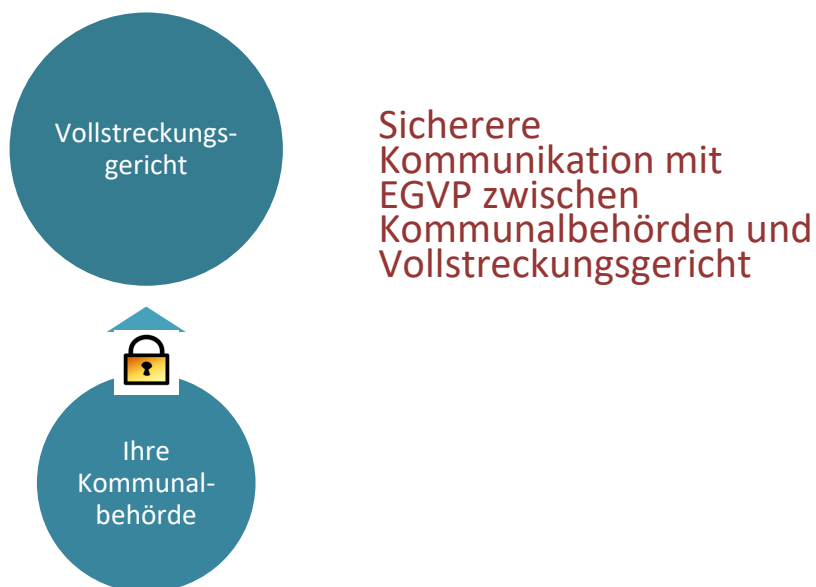 Vollstreckungs-
gericht
Sicherere
Kommunikation mit
EGVP zwischen
Kommunalbehörden und
Vollstreckungsgericht
Ihre
Kommunal-
behörde